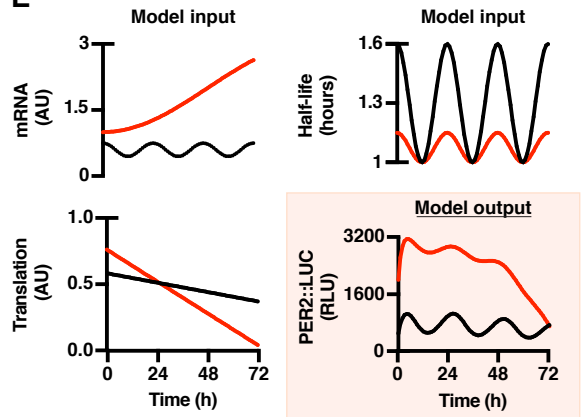 Model input
3
1.5
0
mRNA
(AU)
Model input
1.6
1.3
1
Half-life
(hours)
1.0
0.5
0.0
Translation
(AU)
0 24 48 72
Time (h)
Model output
3200
1600
0
PER2::LUC
(RLU)
0 24 48 72
Time (h)